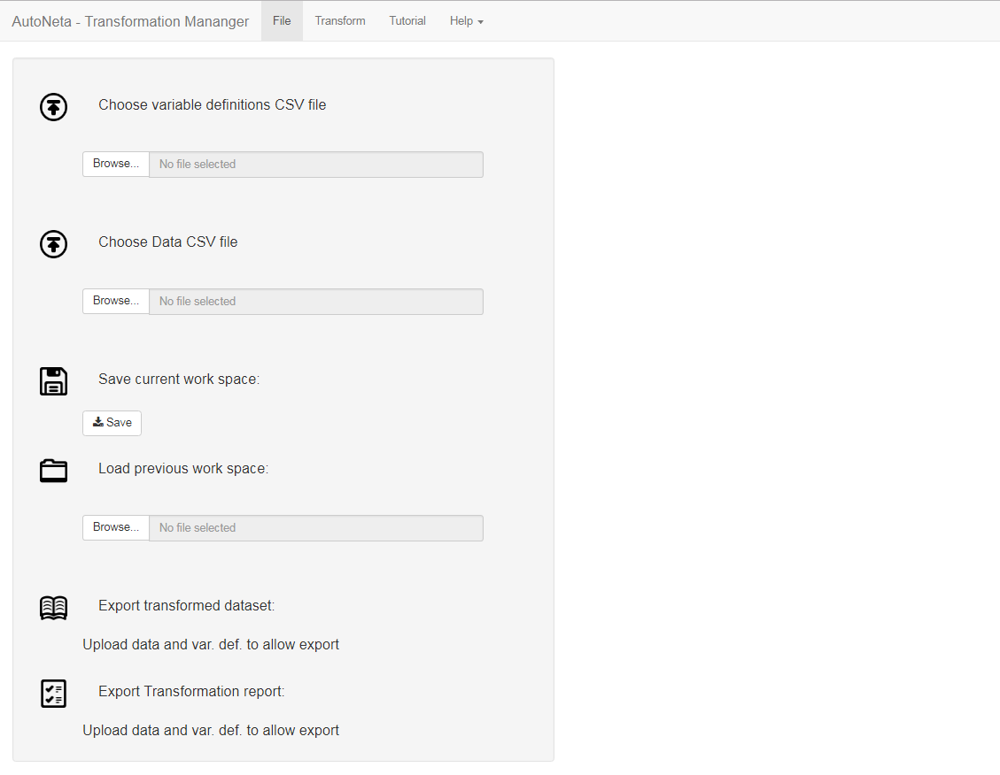 AutoNeta - Transformation Mananger File Transform Tutorial Help
Choose variable definitions CSV file
Browse... No file selected
Choose Data CSV file
Browse... No file selected
Save current work space:
Save
Load previous work space:
Browse... No file selected
Export transformed dataset:
Upload data and var. def. to allow export
Export Transformation report:
Upload data and var. def. to allow export